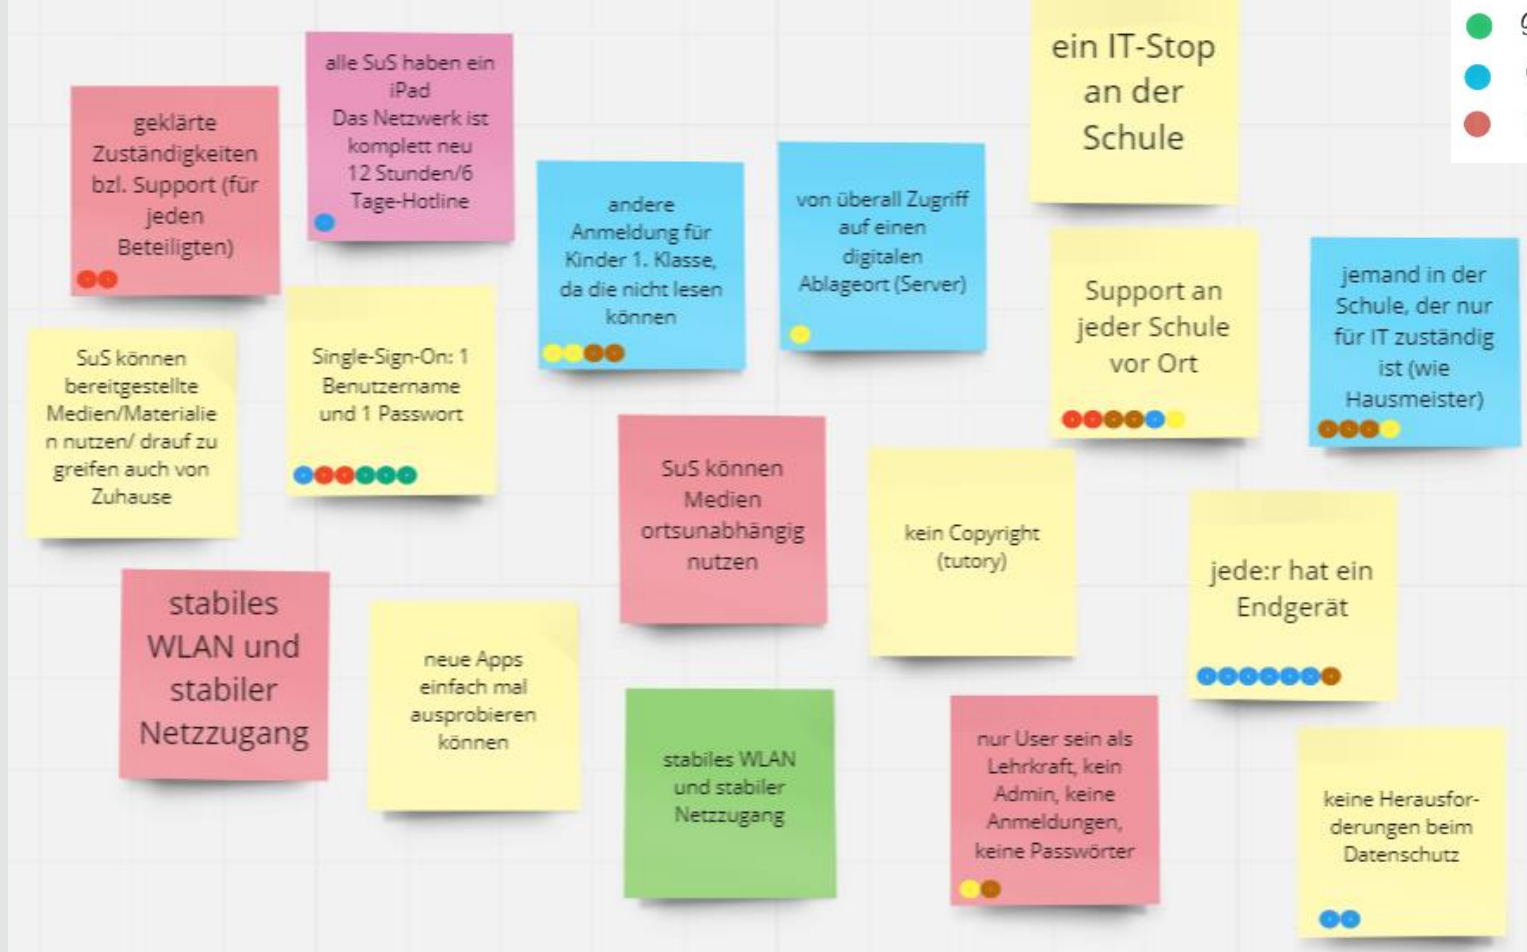 ein IT-Stop
an der
Schule
alle SuS haben ein
iPad
Das Netzwerk ist
komplett neu
12 Stunden/6
Tage-Hotline
geklärte
Zuständigkeiten
bzl. Support (für
jeden
Beteiligten)
andere
Anmeldung für
Kinder 1. Klasse,
da die nicht lesen
können
von überall Zugriff
auf einen
digitalen
Ablageort (Server)
Support an
jeder Schule
vor Ort
jemand in der
Schule, der nur
für IT zuständig
ist (wie
Hausmeister)
SuS können
bereitgestellte
Medien/Materialie
n nutzen/ drauf zu
greifen auch von
Zuhause
Single-Sign-On: 1
Benutzername
und 1 Passwort
SuS können
Medien
ortsunabhängig
nutzen
kein Copyright
(tutory)
jede:r hat ein
Endgerät
stabiles
WLAN und
stabiler
Netzzugang
neue Apps
einfach mal
ausprobieren
können
stabiles WLAN
und stabiler
Netzzugang
nur User sein als
Lehrkraft, kein
Admin, keine
Anmeldungen,
keine Passwörter
keine Herausfor-
derungen beim
Datenschutz